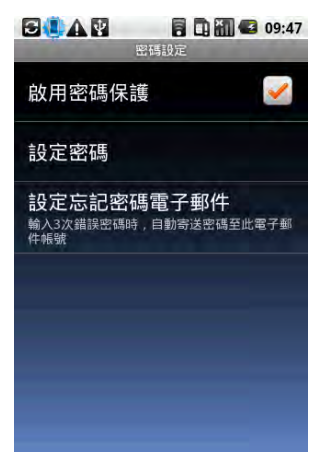 09:47
密碼設定
啟用密碼保護
設定密碼
設定忘記密碼電子郵件
輸入3次錯誤密碼時，自動寄送密碼至此電子郵
件帳號